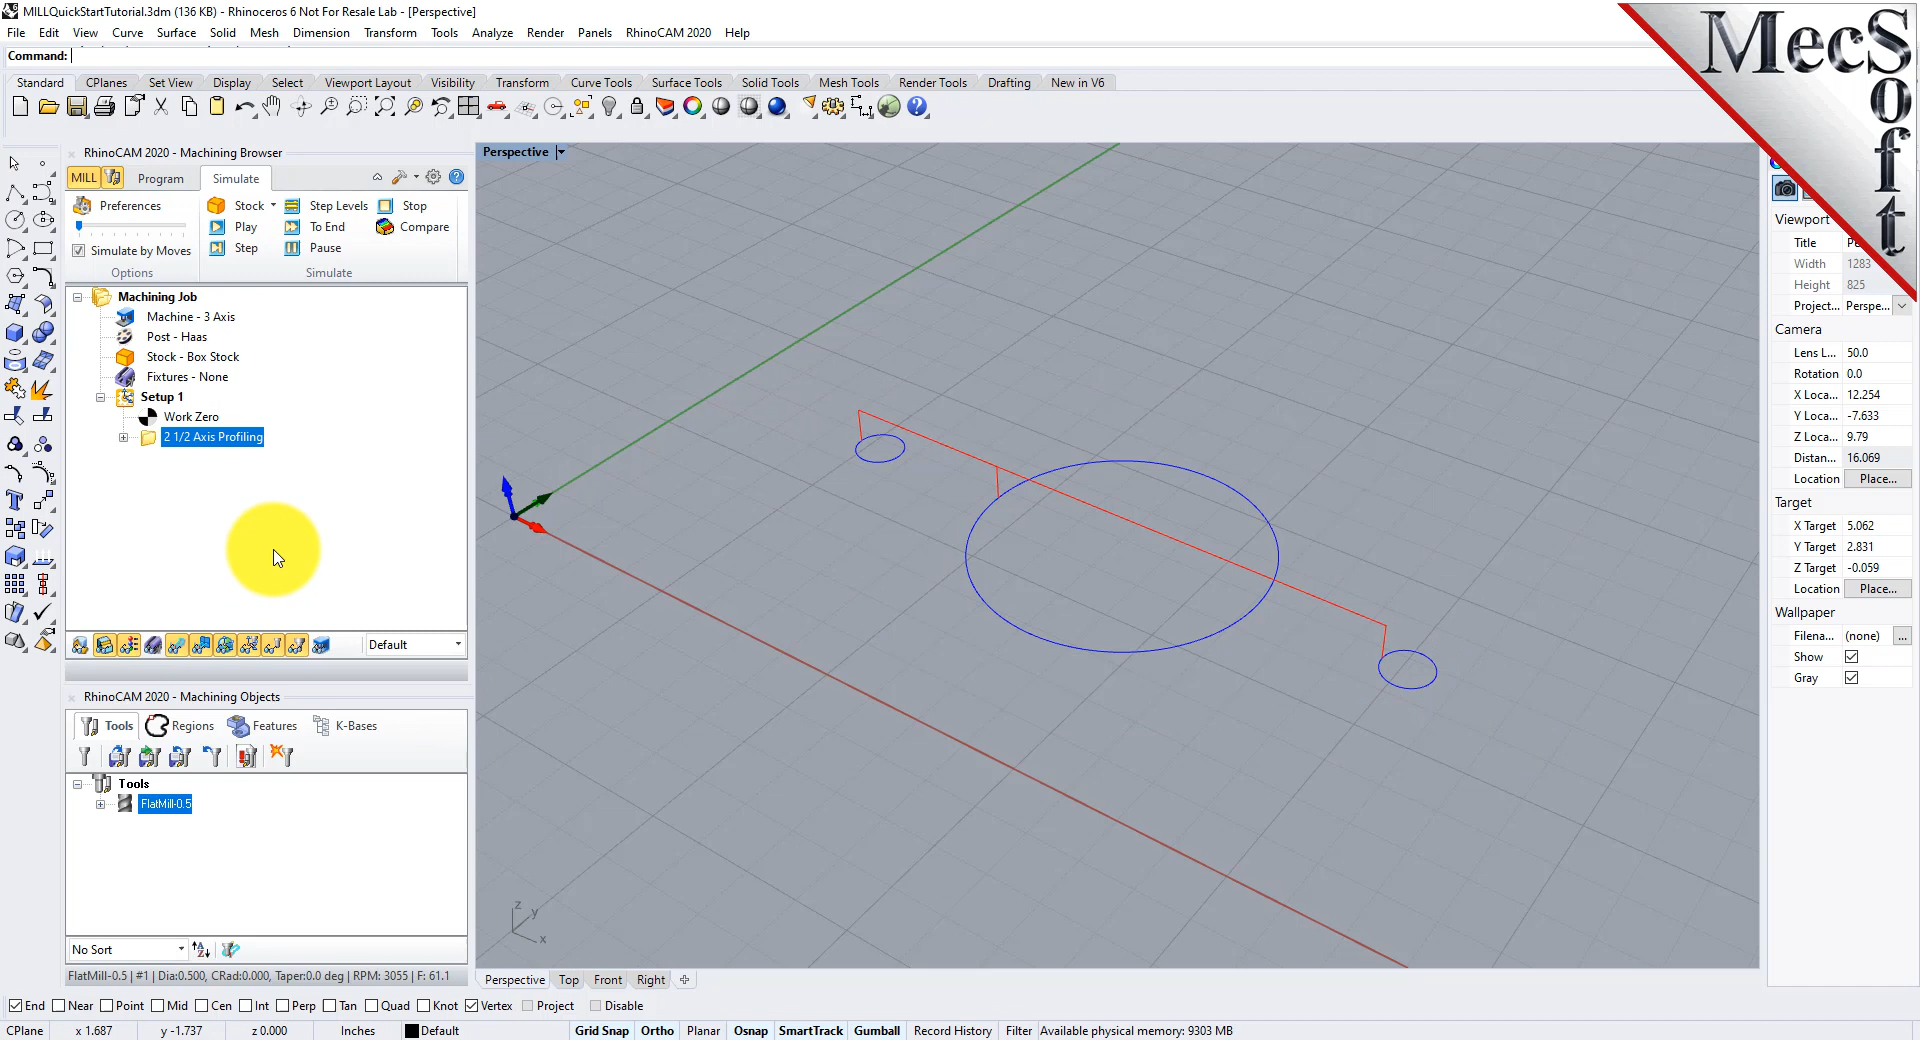 MILLQuickStartTutorial.3dm (136 KB) - Rhinoceros 6 Not For Resale Lab - [Perspective]
File Edit View Curve Surface Solid Mesh Dimension Transform Tools Analyze Render Panels RhinoCAM 2020 Help
Command:
Standard CPlanes Set View Display Select Viewport Layout Visibility Transform Curve Tools Surface Tools Solid Tools Mesh Tools Render Tools Drafting New in V6
MecSoft
RhinoCAM 2020 - Machining Browser
MILL Program Simulate
Preferences Stock Step Levels Stop
Play To End Compare
Simulate by Moves Step Pause
Options Simulate
Machining Job
Machine - 3 Axis
Post - Haas
Stock - Box Stock
Fixtures - None
Setup 1
Work Zero
2 1/2 Axis Profiling
Default
RhinoCAM 2020 - Machining Objects
Tools Regions Features K-Bases
Tools
FlatMill-0.5
No Sort
FlatMill-0.5 | #1 | Dia:0.500, CRad:0.000, Taper:0.0 deg | RPM: 3055 | F: 61.1
Perspective
z
y
x
Perspective Top Front Right
Viewport
Title Pe
Width 1283
Height 825
Project... Perspe...
Camera
Lens L... 50.0
Rotation 0.0
X Loca... 12.254
Y Loca... -7.633
Z Loca... 9.79
Distan... 16.069
Location Place...
Target
X Target 5.062
Y Target 2.831
Z Target -0.059
Location Place...
Wallpaper
Filena... (none) ...
Show
Gray
End Near Point Mid Cen Int Perp Tan Quad Knot Vertex Project Disable
CPlane x 1.687 y -1.737 z 0.000 Inches Default Grid Snap Ortho Planar Osnap SmartTrack Gumball Record History Filter Available physical memory: 9303 MB